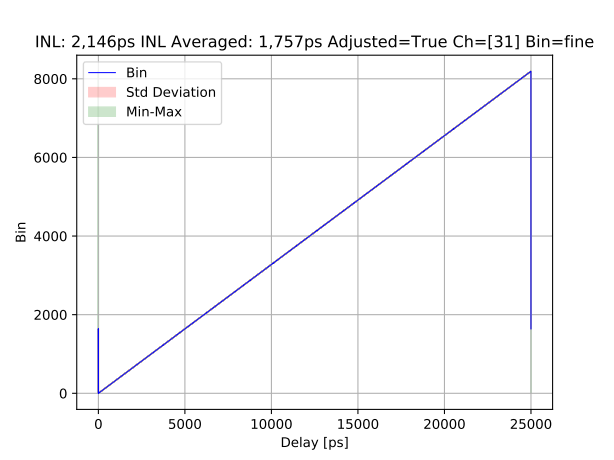 INL: 2,146ps INL Averaged: 1,757ps Adjusted=True Ch=[31] Bin=fine
Bin
Std Deviation
Min-Max
8000
6000
4000
2000
0
Bin
0 5000 10000 15000 20000 25000
Delay [ps]